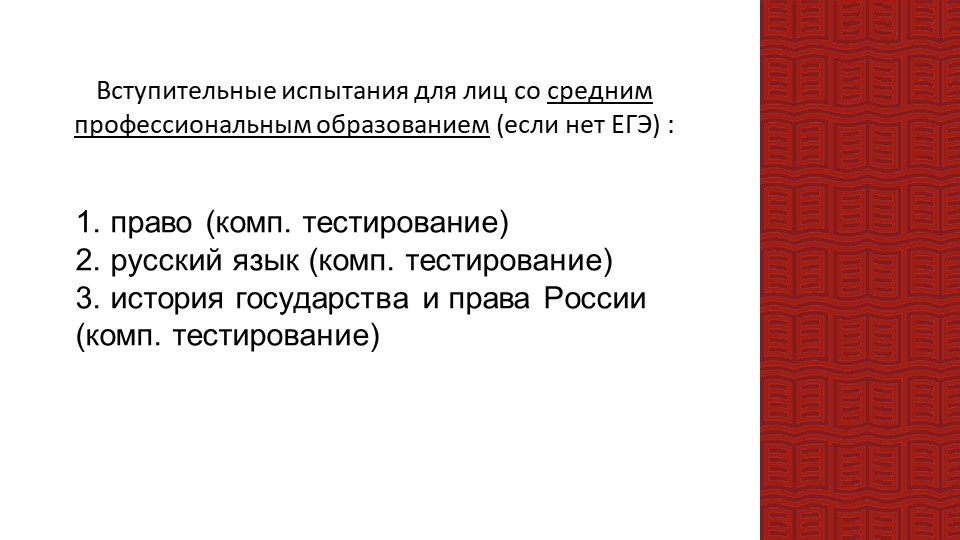 Вступительные испытания для лиц со средним
профессиональным образованием (если нет ЕГЭ) :
1. право (комп. тестирование)
2. русский язык (комп. тестирование)
3. история государства и права России
(комп. тестирование)